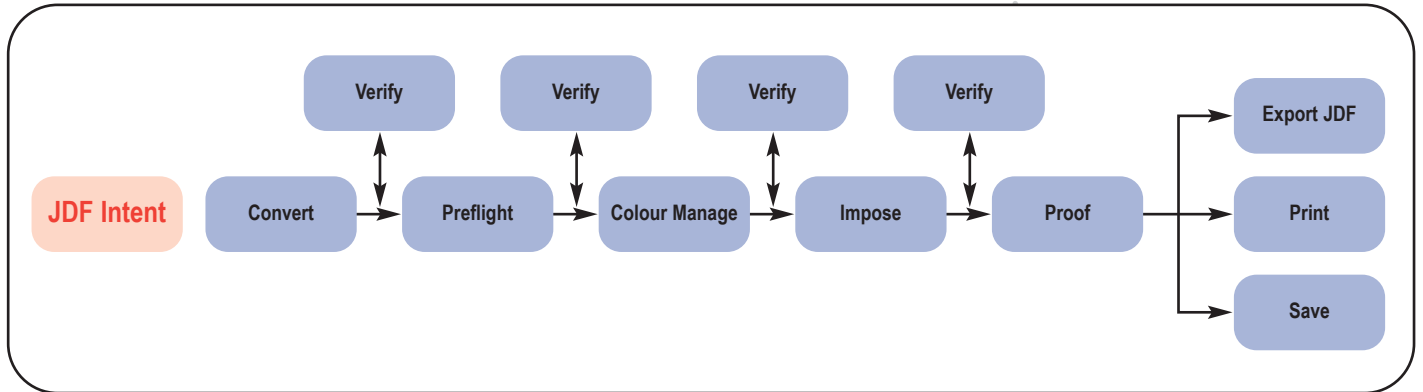 Verify
Verify
Verify
Verify
JDF Intent
Convert
Preflight
Colour Manage
Impose
Proof
Export JDF
Print
Save